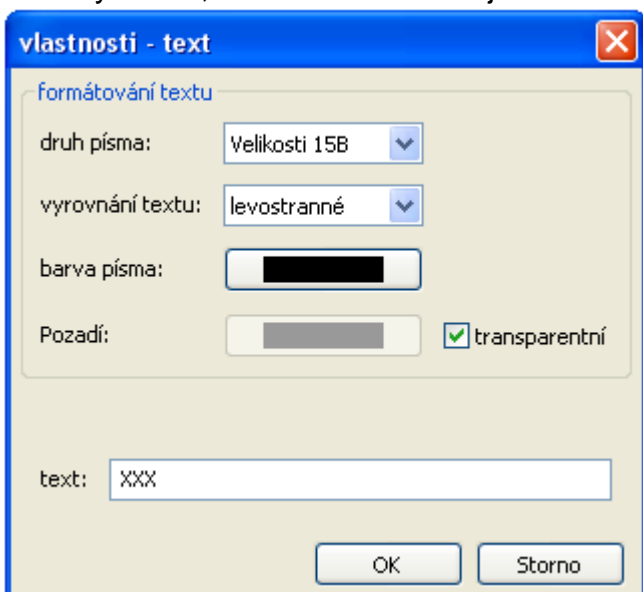 vlastnosti - text
formátování textu
druh písma: Velikosti 15B
vyrovnání textu: levostranné
barva písma:
Pozadí: transparentní
text: XXX
OK Storno